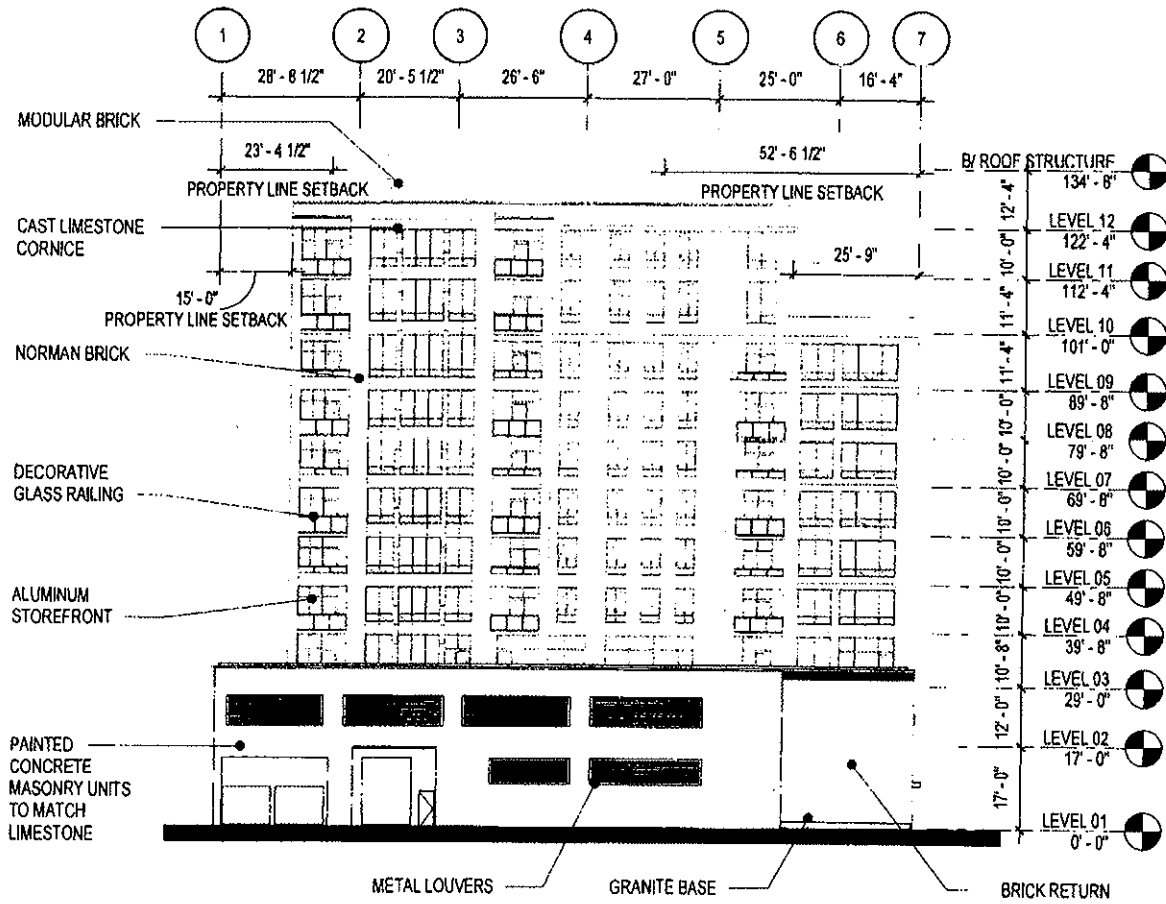 1 2 3 4 5 6 7
28' - 8 1/2" 20' - 5 1/2" 26' - 6" 27' - 0" 25' - 0" 16' - 4"
MODULAR BRICK
23' - 4 1/2"
PROPERTY LINE SETBACK
52' - 6 1/2"
PROPERTY LINE SETBACK
CAST LIMESTONE
CORNICE
25' - 9"
15' - 0"
PROPERTY LINE SETBACK
NORMAN BRICK
DECORATIVE
GLASS RAILING
ALUMINUM
STOREFRONT
PAINTED
CONCRETE
MASONRY UNITS
TO MATCH
LIMESTONE
METAL LOUVERS
GRANITE BASE
BRICK RETURN
B/ ROOF STRUCTURE
134' - 8"
12' - 4"
LEVEL 12
122' - 4"
10' - 0"
LEVEL 11
112' - 4"
11' - 4"
LEVEL 10
101' - 0"
11' - 4"
LEVEL 09
89' - 8"
10' - 0"
LEVEL 08
79' - 8"
10' - 0"
LEVEL 07
69' - 8"
10' - 0"
LEVEL 06
59' - 8"
10' - 0"
LEVEL 05
49' - 8"
10' - 0"
LEVEL 04
39' - 8"
10' - 8"
LEVEL 03
29' - 0"
12' - 0"
LEVEL 02
17' - 0"
17' - 0"
LEVEL 01
0' - 0"